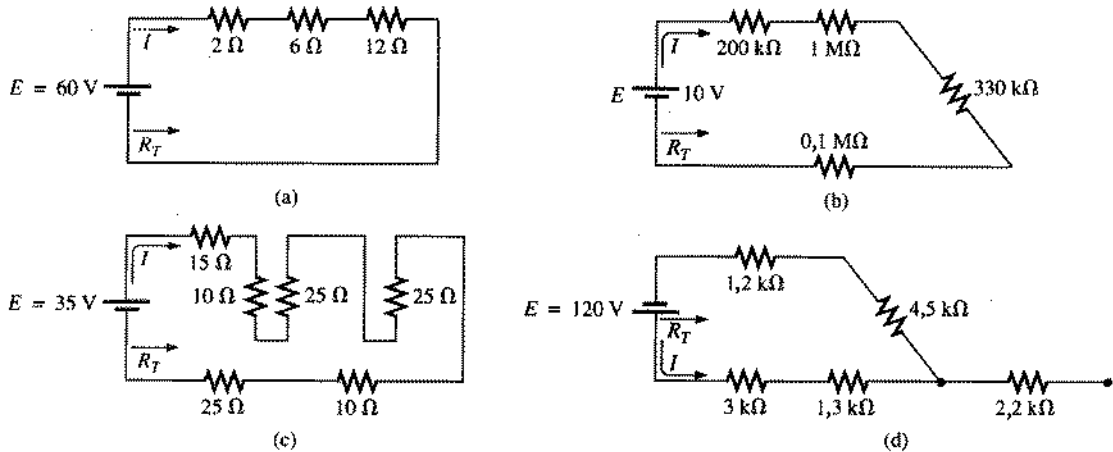 I
2 Ω
6 Ω
12 Ω
E = 60 V
R_T
(a)
I
200 kΩ
1 MΩ
E
10 V
330 kΩ
R_T
0,1 MΩ
(b)
I
15 Ω
10 Ω
25 Ω
25 Ω
E = 35 V
R_T
25 Ω
10 Ω
(c)
1,2 kΩ
E = 120 V
4,5 kΩ
R_T
I
3 kΩ
1,3 kΩ
2,2 kΩ
(d)